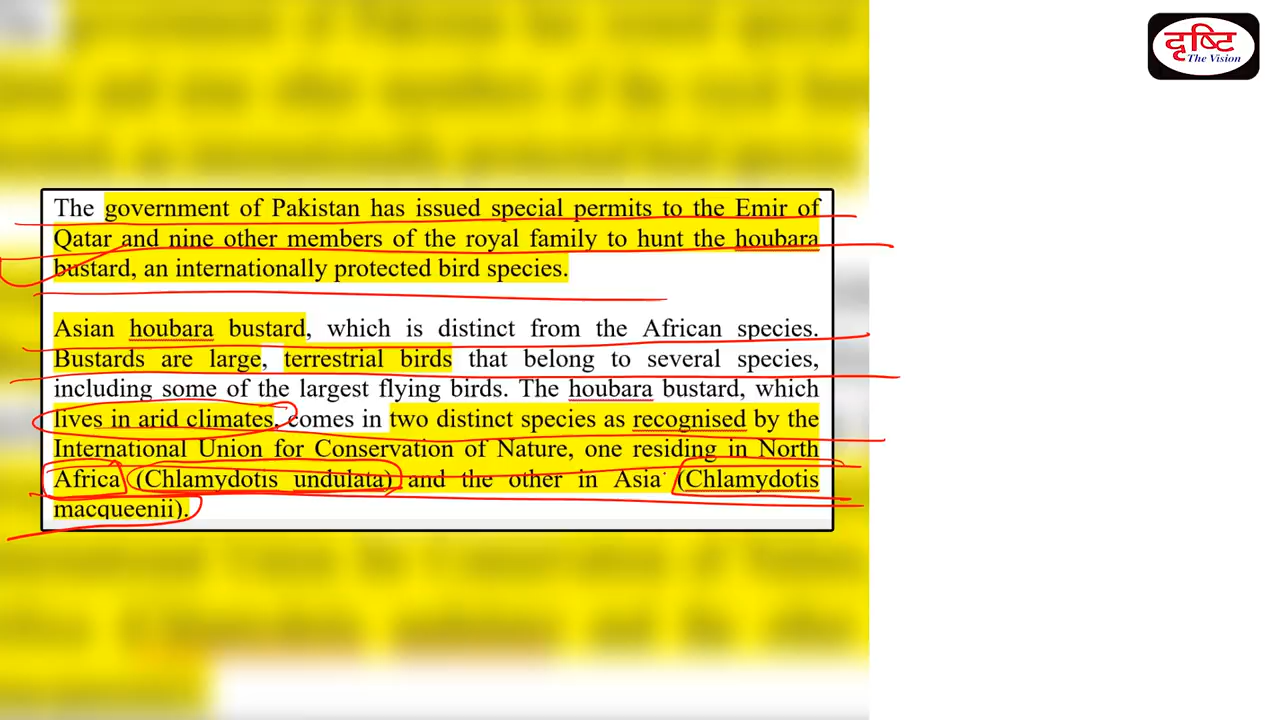 दृष्टि
The Vision
The government of Pakistan has issued special permits to the Emir of
Qatar and nine other members of the royal family to hunt the houbara
bustard, an internationally protected bird species.
Asian houbara bustard, which is distinct from the African species.
Bustards are large, terrestrial birds that belong to several species,
including some of the largest flying birds. The houbara bustard, which
lives in arid climates, comes in two distinct species as recognised by the
International Union for Conservation of Nature, one residing in North
Africa (Chlamydotis undulata) and the other in Asia (Chlamydotis
macqueenii).